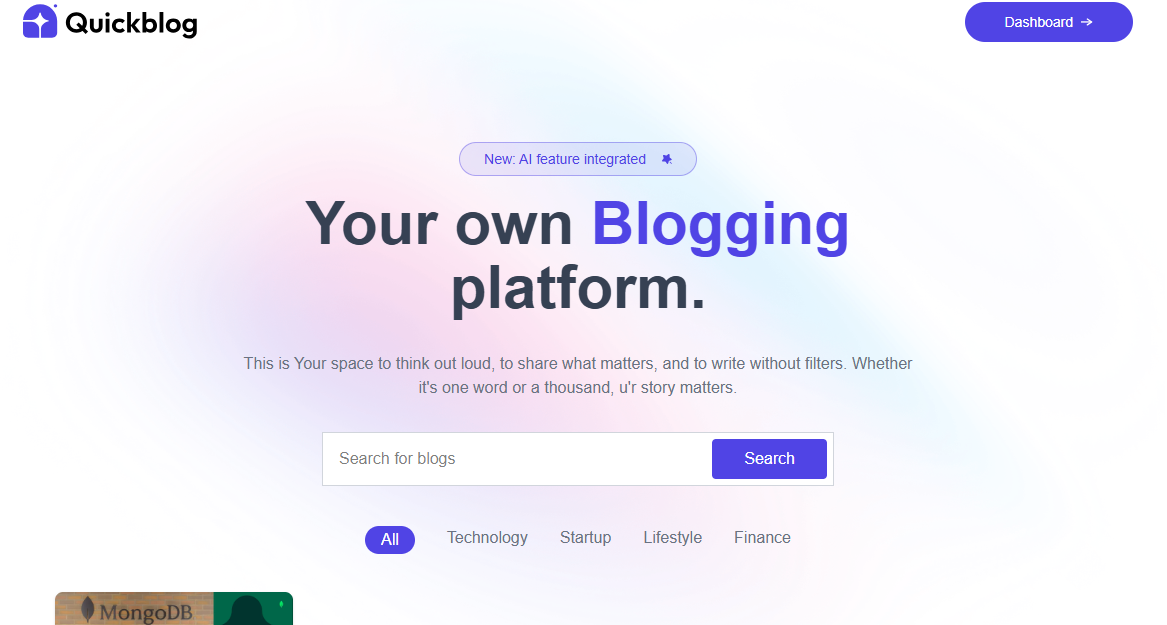 Quickblog
Dashboard →
New: AI feature integrated
Your own Blogging
platform.
This is Your space to think out loud, to share what matters, and to write without filters. Whether
it's one word or a thousand, u'r story matters.
Search for blogs
Search
All
Technology
Startup
Lifestyle
Finance
MongoDB